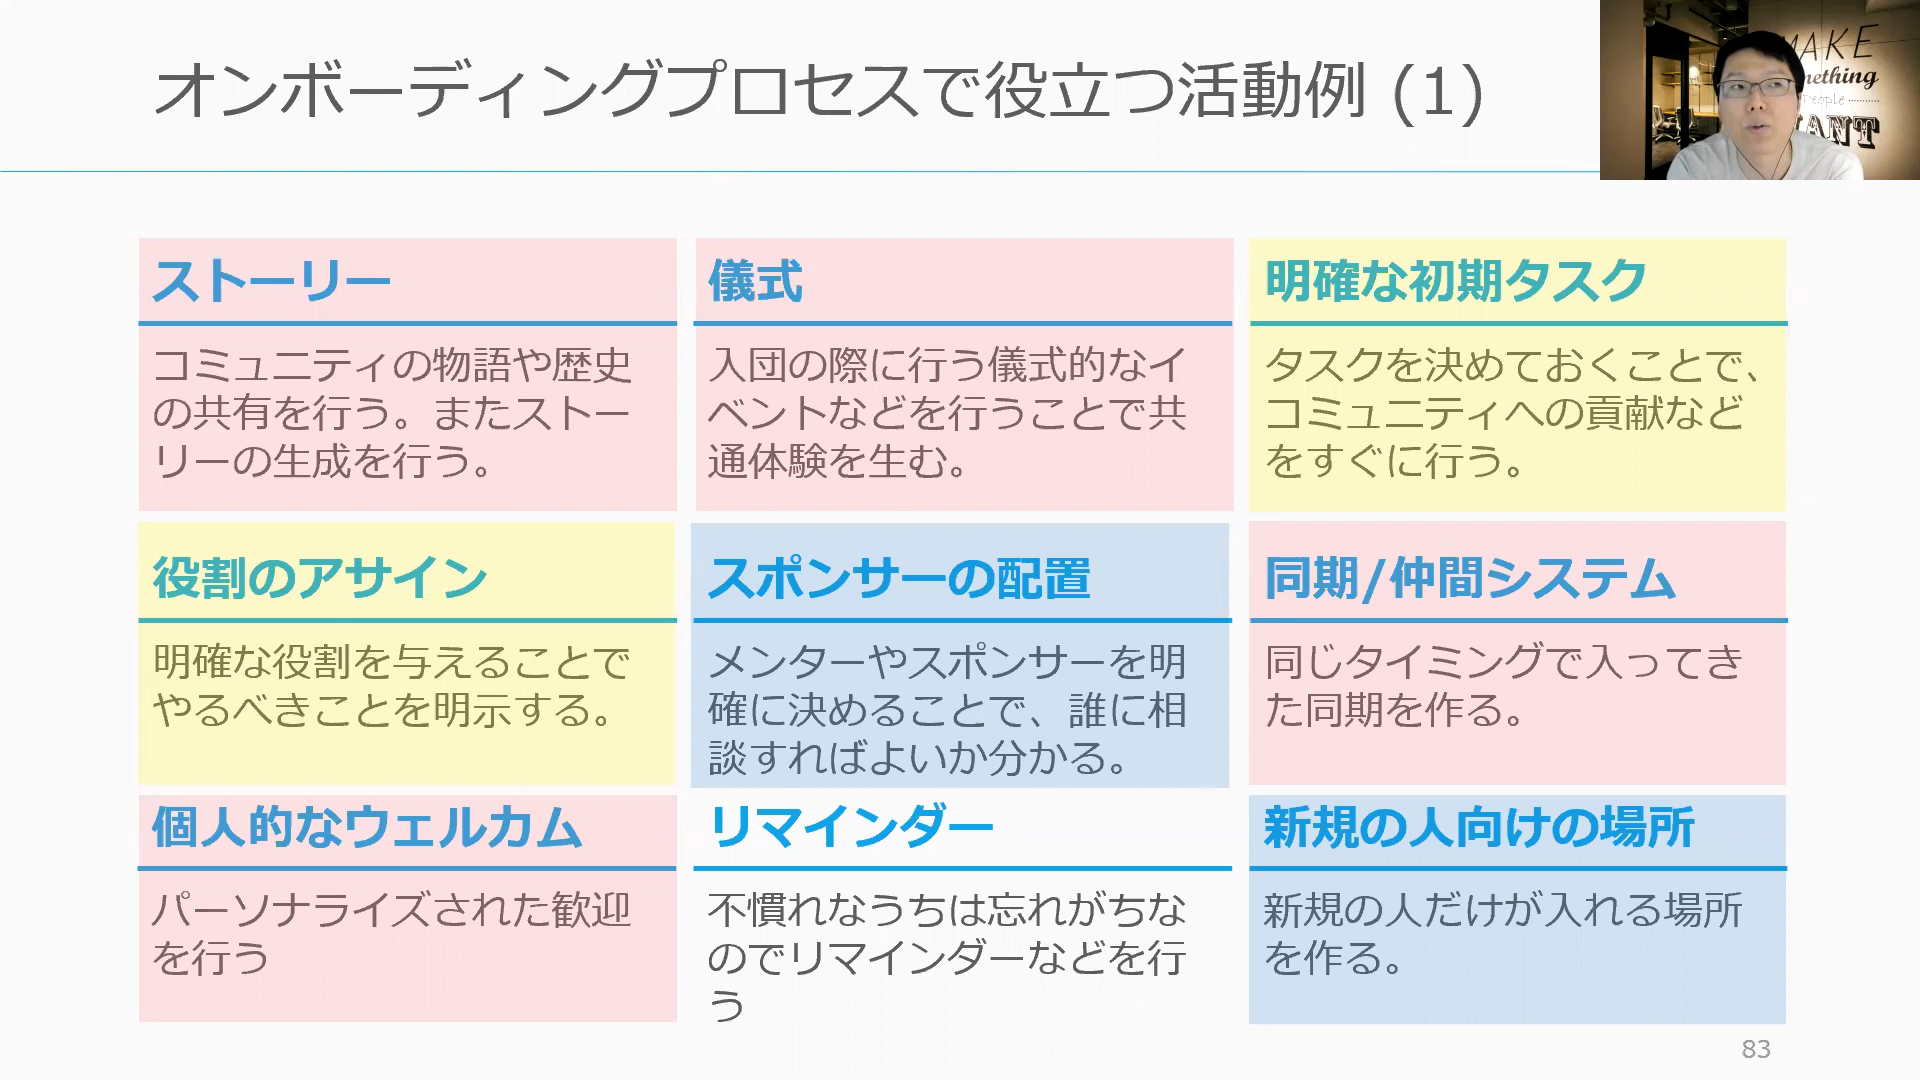 オンボーディングプロセスで役立つ活動例 (1)
MAKE
mething
People
WANT
ストーリー
コミュニティの物語や歴史
の共有を行う。またストー
リーの生成を行う。
儀式
入団の際に行う儀式的なイ
ベントなどを行うことで共
通体験を生む。
明確な初期タスク
タスクを決めておくことで、
コミュニティへの貢献など
をすぐに行う。
役割のアサイン
明確な役割を与えることで
やるべきことを明示する。
スポンサーの配置
メンターやスポンサーを明
確に決めることで、誰に相
談すればよいか分かる。
同期/仲間システム
同じタイミングで入ってき
た同期を作る。
個人的なウェルカム
パーソナライズされた歓迎
を行う
リマインダー
不慣れなうちは忘れがちな
のでリマインダーなどを行
う
新規の人向けの場所
新規の人だけが入れる場所
を作る。
83